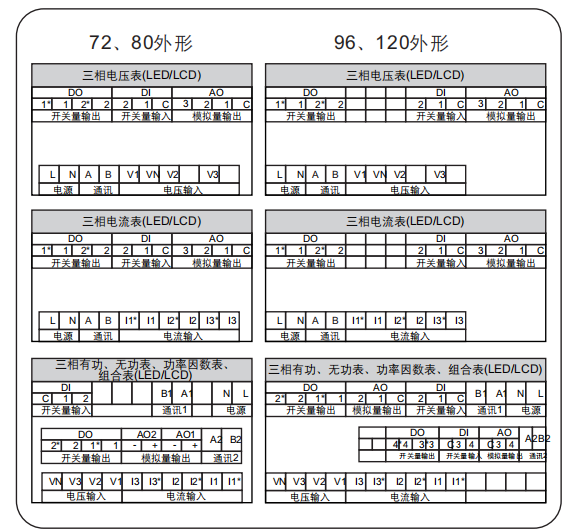 72、80外形
96、120外形
三相电压表(LED/LCD)
DO DI AO
1* 1 2* 2 2 1 C 3 2 1 C
开关量输出 开关量输入 模拟量输出
L N A B V1 VN V2 V3
电源 通讯 电压输入
三相电压表(LED/LCD)
DO DI AO
1* 1 2* 2 2 1 C 3 2 1 C
开关量输出 开关量输入 模拟量输出
L N A B V1 VN V2 V3
电源 通讯 电压输入
三相电流表(LED/LCD)
DO DI AO
1* 1 2* 2 2 1 C 3 2 1 C
开关量输出 开关量输入 模拟量输出
L N A B I1* I1 I2* I2 I3* I3
电源 通讯 电流输入
三相电流表(LED/LCD)
DO DI AO
1* 1 2* 2 2 1 C 3 2 1 C
开关量输出 开关量输入 模拟量输出
L N A B I1* I1 I2* I2 I3* I3
电源 通讯 电流输入
三相有功、无功表、功率因数表、
组合表(LED/LCD)
DI
C 1 2 B1 A1 N L
开关量输入 通讯1 电源
DO AO2 AO1 A2 B2
2* 2 1* 1 - + - +
开关量输出 模拟量输出 通讯2
VN V3 V2 V1 I3 I3* I2 I2* I1 I1*
电压输入 电流输入
三相有功、无功表、功率因数表、组合表(LED/LCD)
DO AO DI B1 A1 N L
2* 2 1* 1 C 1 2 C 1 2
开关量输出 模拟量输出 开关量输入 通讯1 电源
DO DI AO A2 B2
4* 4 3* 3 C 3 4 C 3 4
开关量输出 开关量输入 模拟量输出 通讯2
VN V3 V2 V1 I3 I3* I2 I2* I1 I1*
电压输入 电流输入